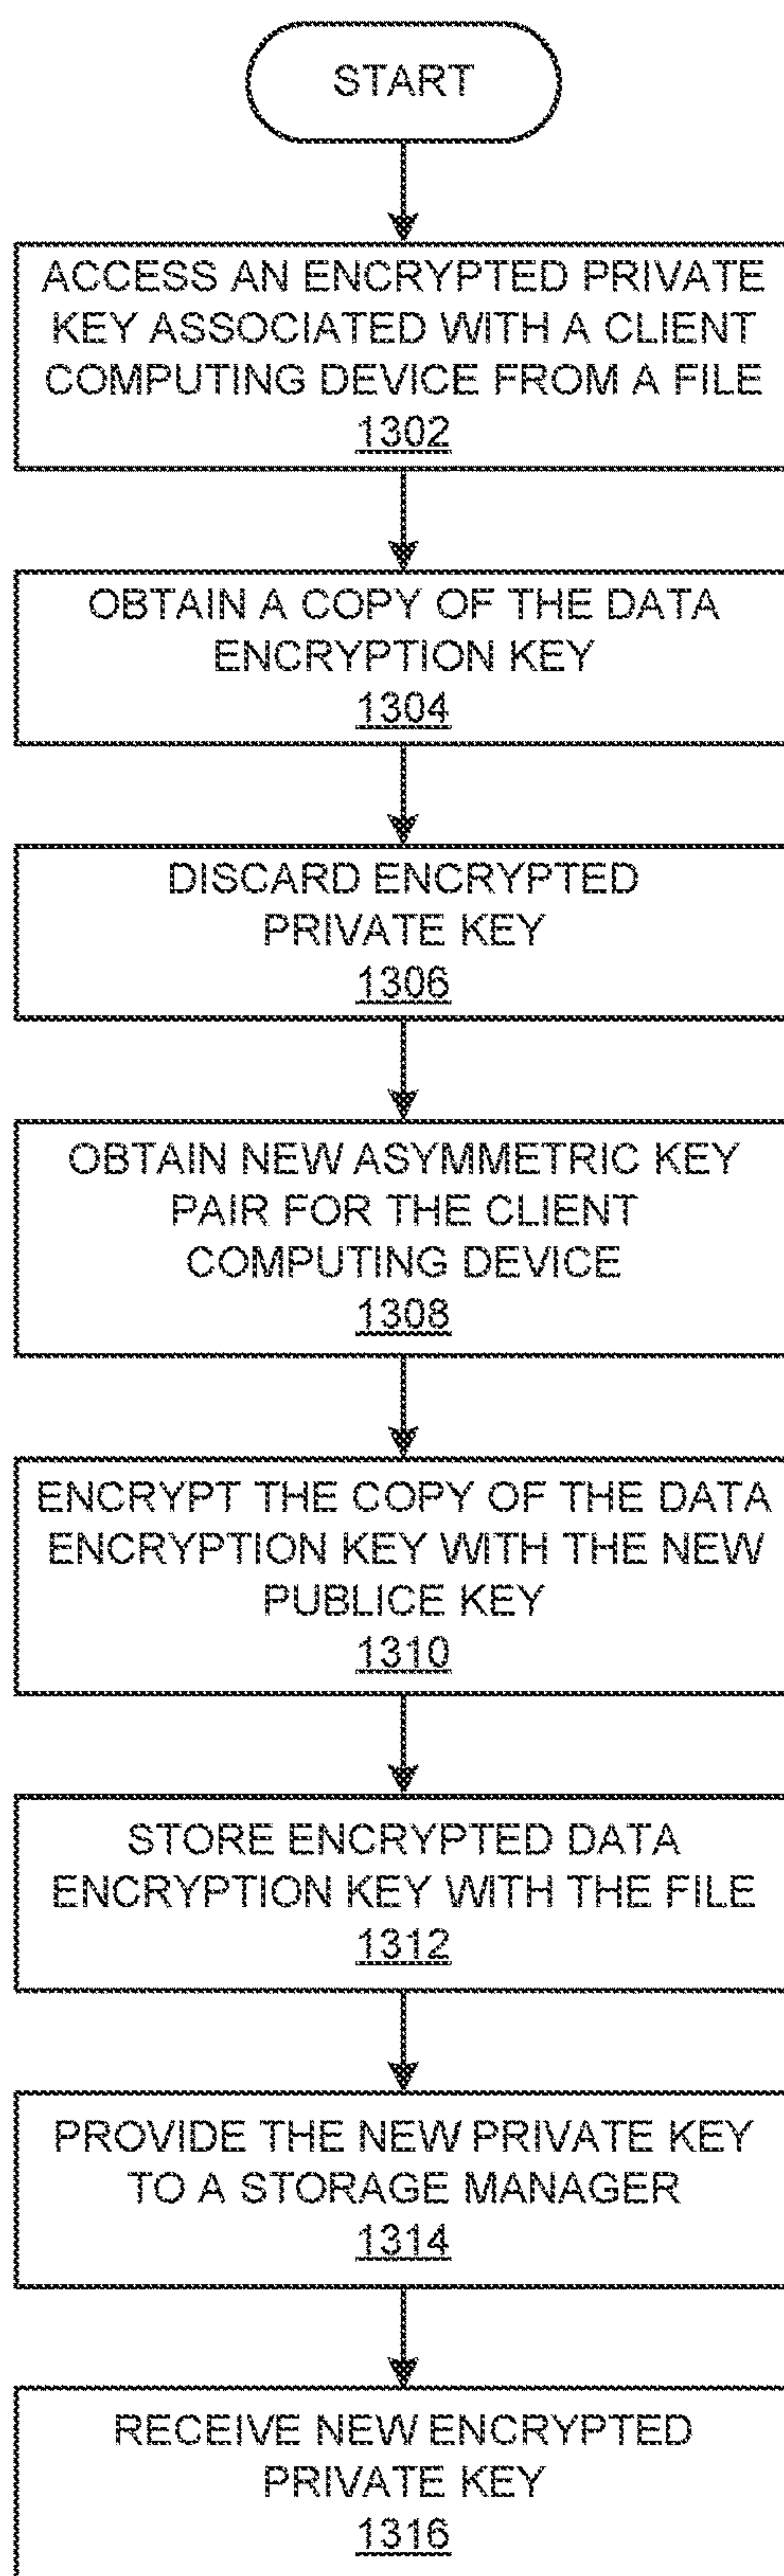 START
ACCESS AN ENCRYPTED PRIVATE
KEY ASSOCIATED WITH A CLIENT
COMPUTING DEVICE FROM A FILE
1302
OBTAIN A COPY OF THE DATA
ENCRYPTION KEY
1304
DISCARD ENCRYPTED
PRIVATE KEY
1306
OBTAIN NEW ASYMMETRIC KEY
PAIR FOR THE CLIENT
COMPUTING DEVICE
1308
ENCRYPT THE COPY OF THE DATA
ENCRYPTION KEY WITH THE NEW
PUBLICE KEY
1310
STORE ENCRYPTED DATA
ENCRYPTION KEY WITH THE FILE
1312
PROVIDE THE NEW PRIVATE KEY
TO A STORAGE MANAGER
1314
RECEIVE NEW ENCRYPTED
PRIVATE KEY
1316